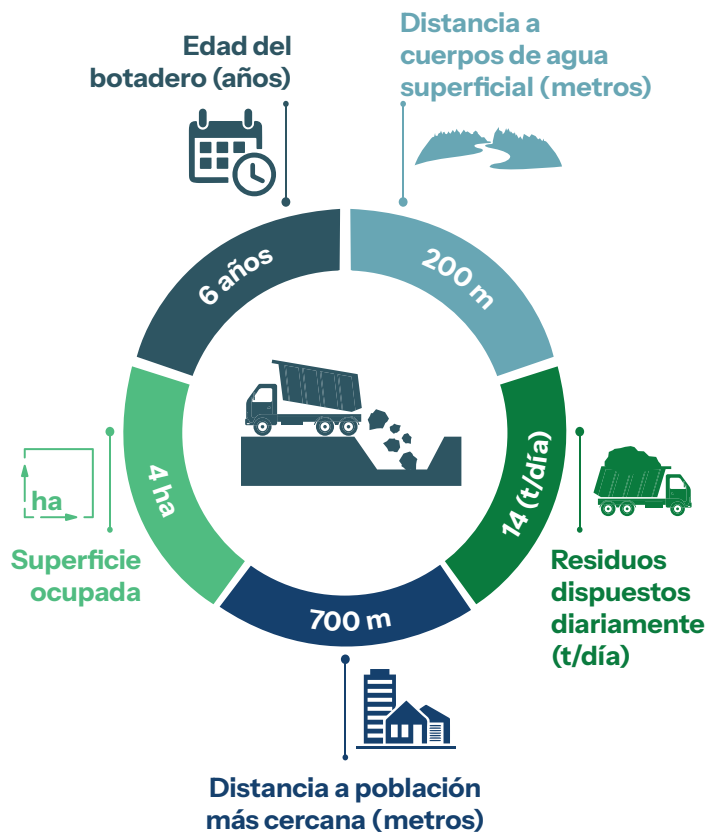 Edad del
botadero (años)
Distancia a
cuerpos de agua
superficial (metros)
6 años
200 m
4 ha
14 (t/día)
700 m
ha
Superficie
ocupada
Residuos
dispuestos
diariamente
(t/día)
Distancia a población
más cercana (metros)